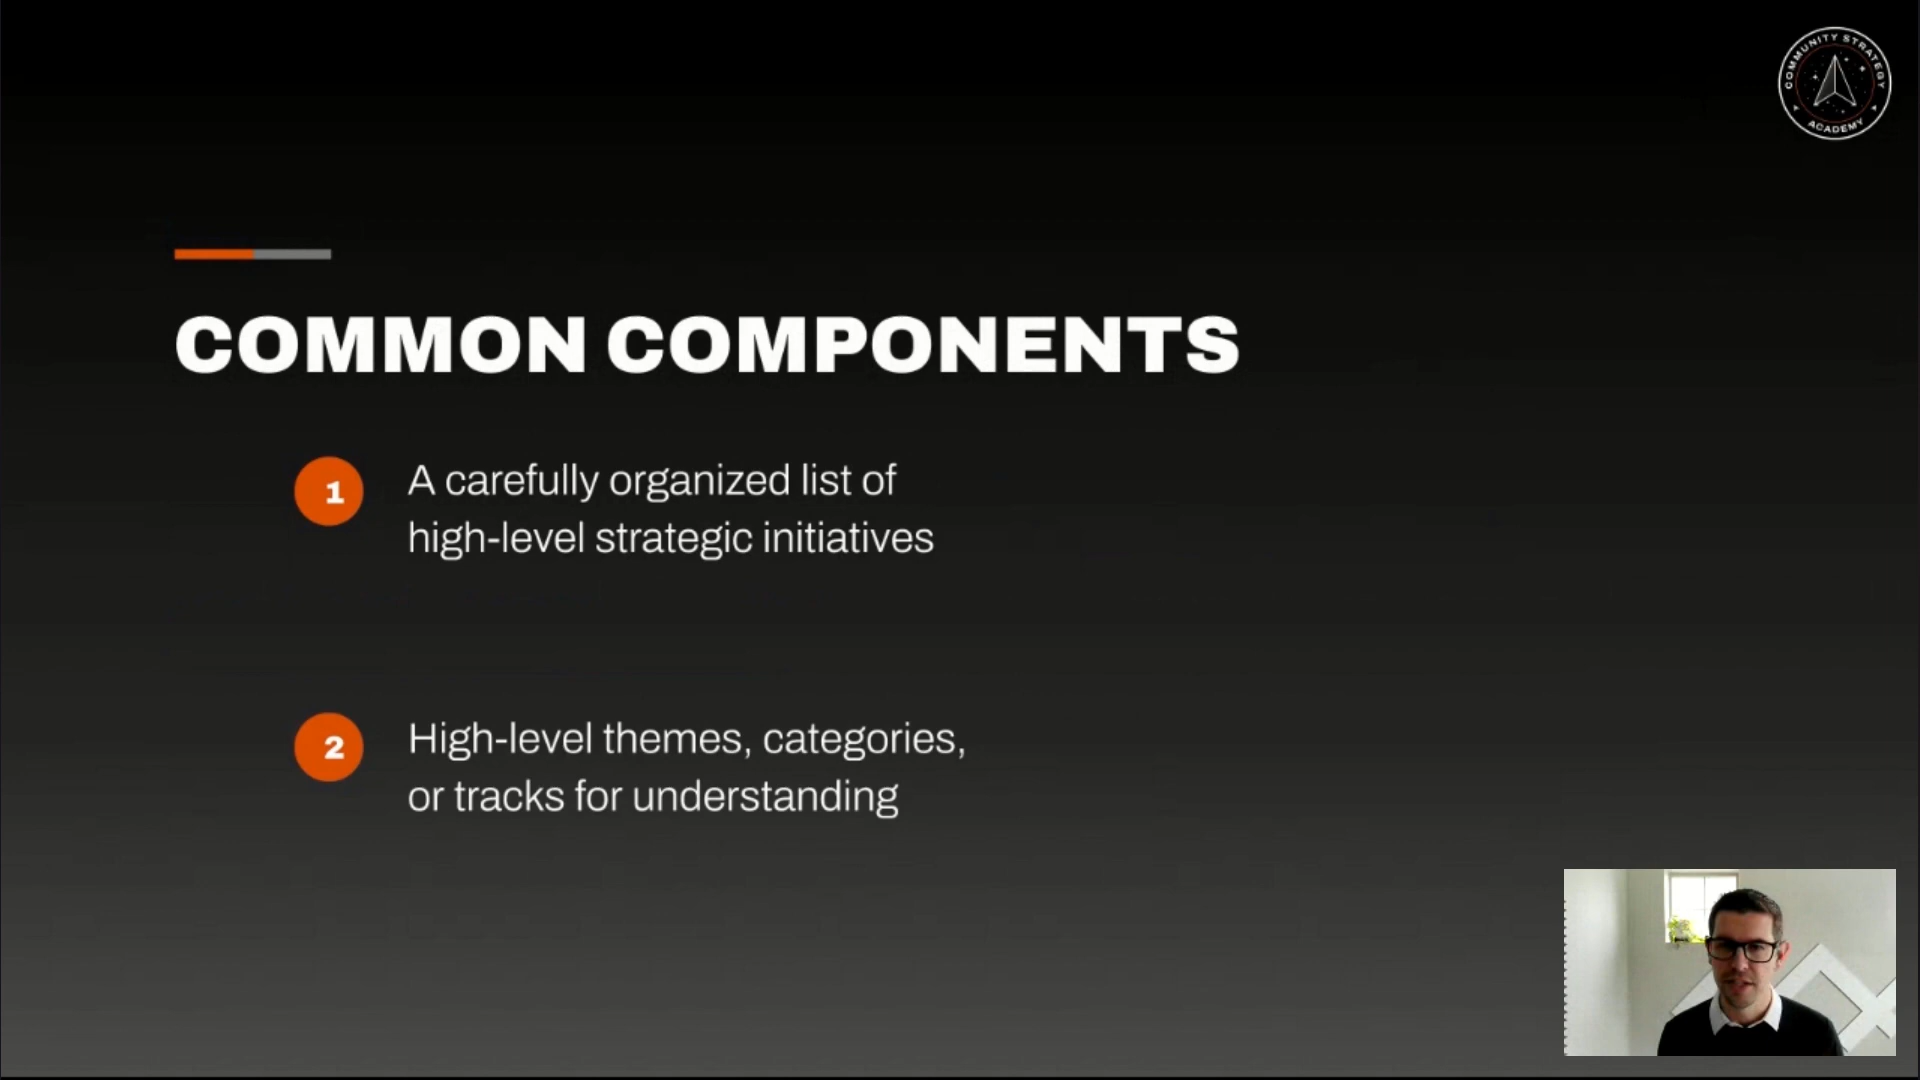 COMMUNITY STRATEGY
ACADEMY
COMMON COMPONENTS
1
A carefully organized list of
high-level strategic initiatives
2
High-level themes, categories,
or tracks for understanding